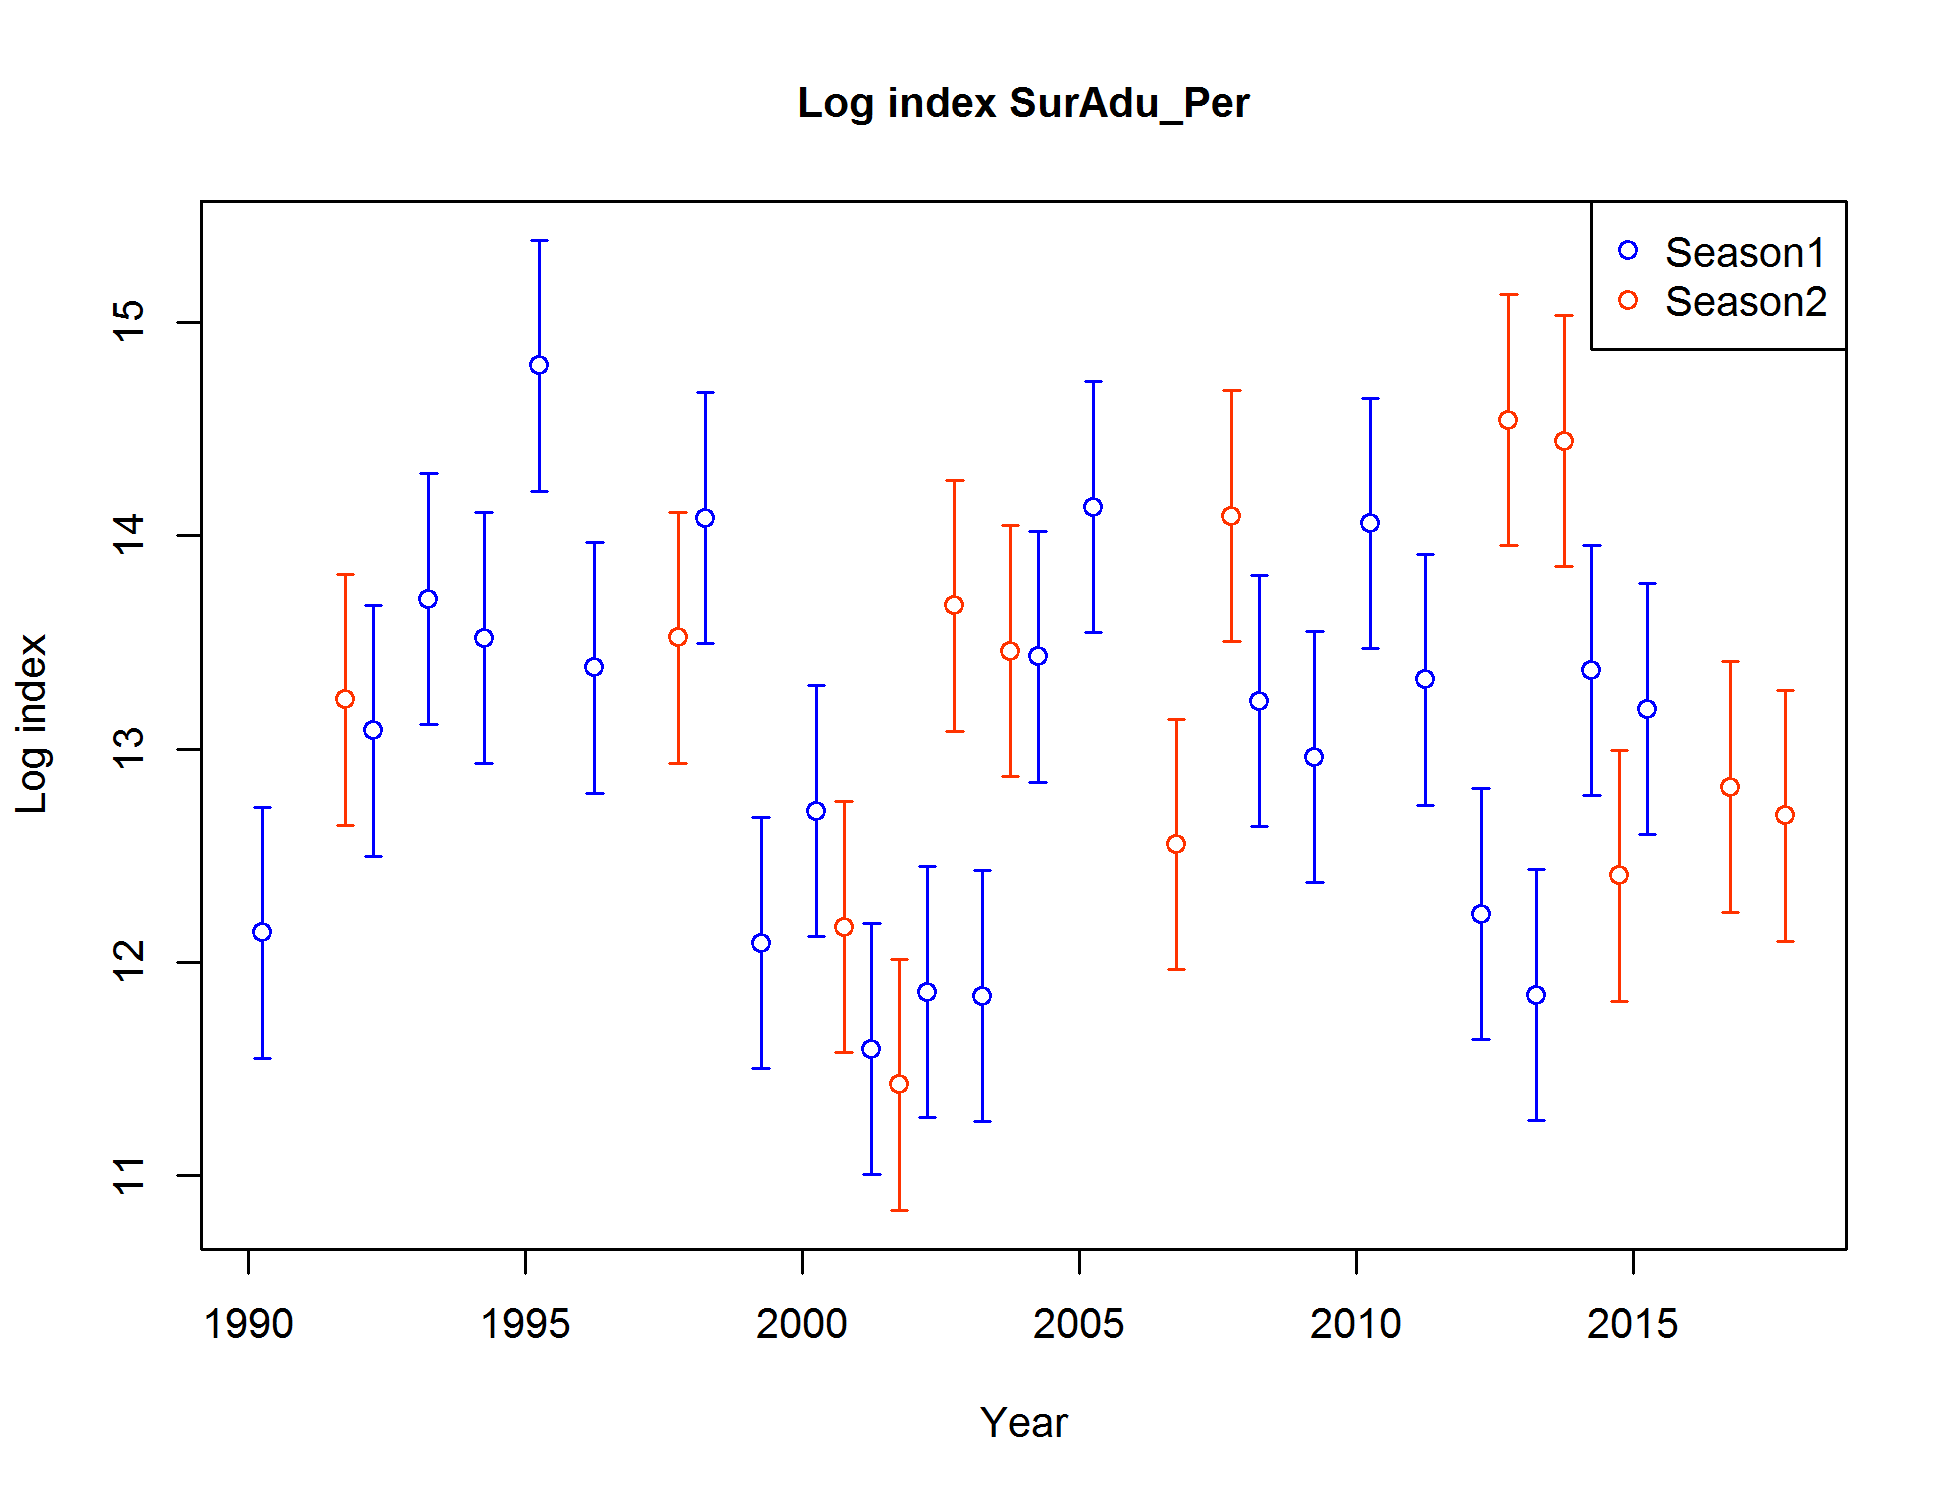 Log index SurAdu_Per
Season1
Season2
15
14
13
12
11
Log index
1990 1995 2000 2005 2010 2015
Year